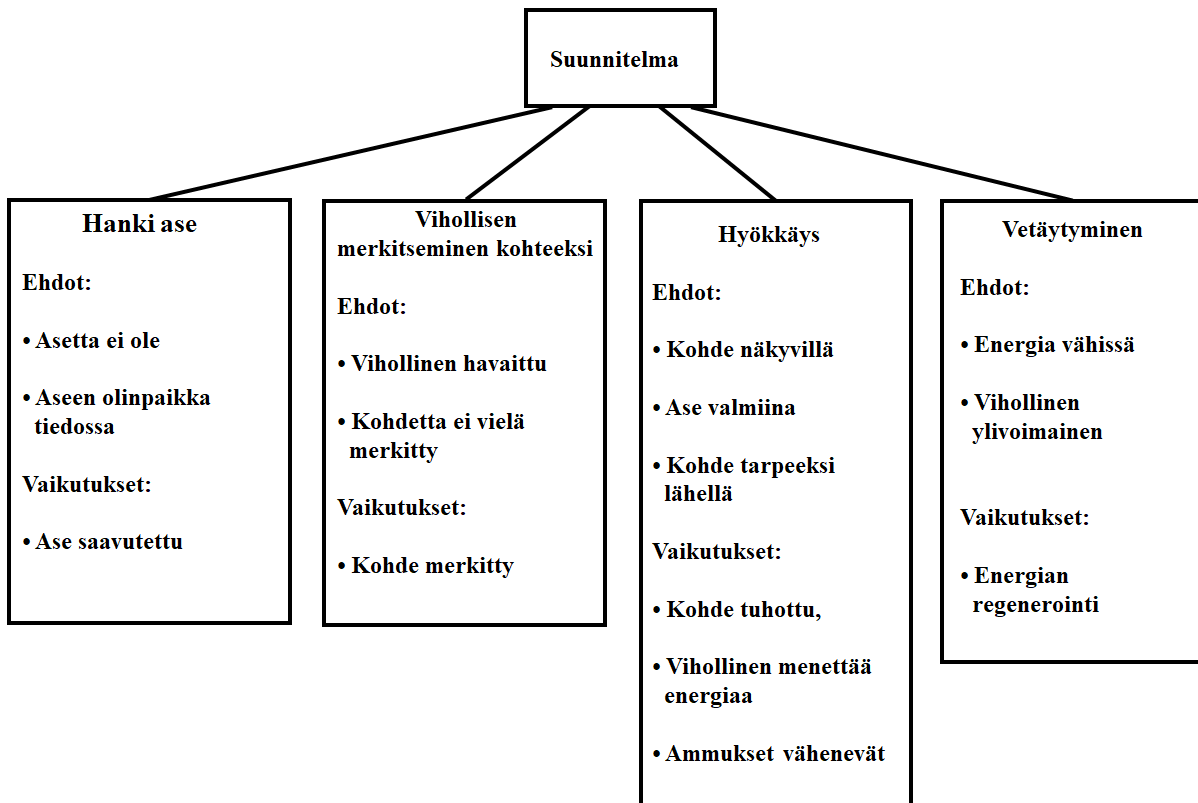 Suunnitelma
Hanki ase
Ehdot:
• Asetta ei ole
• Aseen olinpaikka
tiedossa
Vaikutukset:
• Ase saavutettu
Vihollisen
merkitseminen kohteeksi
Ehdot:
• Vihollinen havaittu
• Kohdetta ei vielä
merkitty
Vaikutukset:
• Kohde merkitty
Hyökkäys
Ehdot:
• Kohde näkyvillä
• Ase valmiina
• Kohde tarpeeksi
lähellä
Vaikutukset:
• Kohde tuhottu,
• Vihollinen menettää
energiaa
• Ammukset vähenevät
Vetäytyminen
Ehdot:
• Energia vähissä
• Vihollinen
ylivoimainen
Vaikutukset:
• Energian
regenerointi